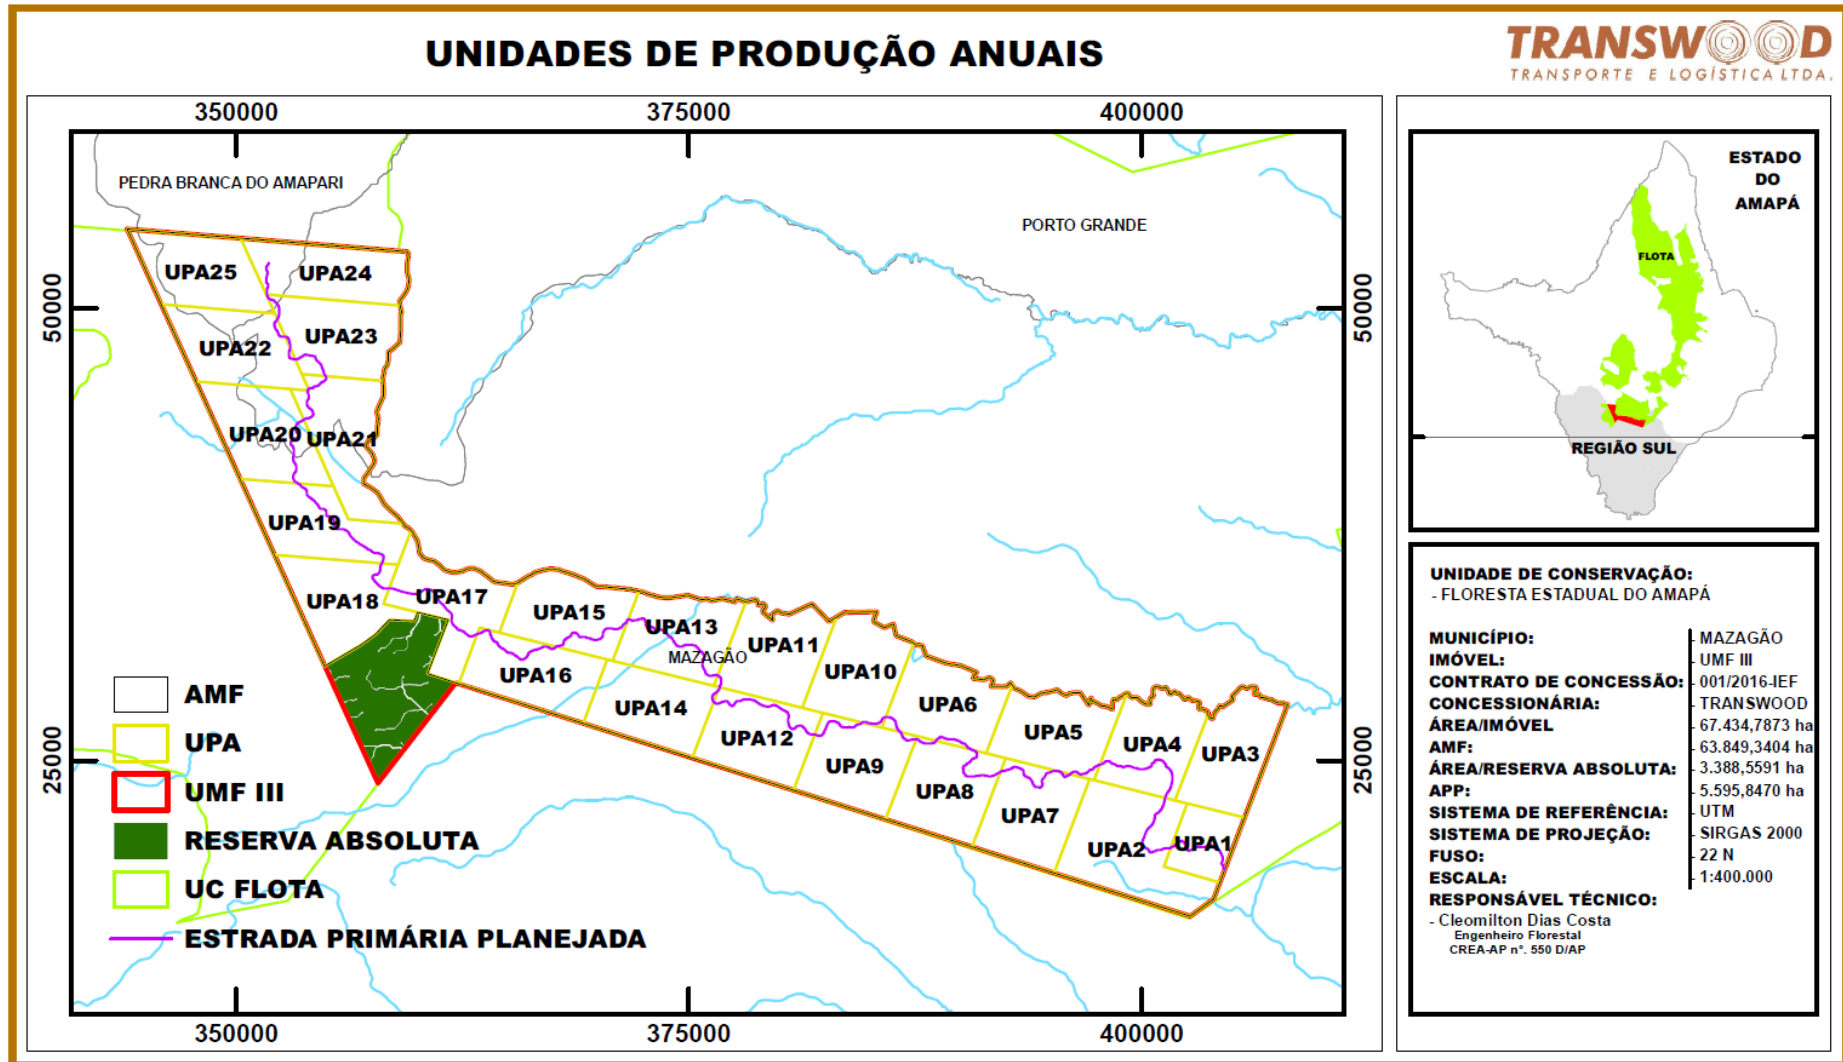 UNIDADES DE PRODUÇÃO ANUAIS
TRANSWOOD
TRANSPORTE E LOGÍSTICA LTDA.
350000
375000
400000
PEDRA BRANCA DO AMAPARI
PORTO GRANDE
50000
50000
UPA25
UPA24
UPA23
UPA22
UPA20
UPA21
UPA19
UPA18
UPA17
UPA15
UPA13
MAZAGÃO
UPA11
UPA10
UPA16
UPA14
UPA12
UPA6
UPA5
UPA4
UPA3
UPA9
UPA8
UPA7
UPA2
UPA1
25000
25000
AMF
UPA
UMF III
RESERVA ABSOLUTA
UC FLOTA
ESTRADA PRIMÁRIA PLANEJADA
350000
375000
400000
ESTADO
DO
AMAPÁ
FLOTA
REGIÃO SUL
UNIDADE DE CONSERVAÇÃO:
- FLORESTA ESTADUAL DO AMAPÁ
MUNICÍPIO: - MAZAGÃO
IMÓVEL: - UMF III
CONTRATO DE CONCESSÃO: - 001/2016-IEF
CONCESSIONÁRIA: - TRANSWOOD
ÁREA/IMÓVEL - 67.434,7873 ha
AMF: - 63.849,3404 ha
ÁREA/RESERVA ABSOLUTA: - 3.388,5591 ha
APP: - 5.595,8470 ha
SISTEMA DE REFERÊNCIA: - UTM
SISTEMA DE PROJEÇÃO: - SIRGAS 2000
FUSO: - 22 N
ESCALA: - 1:400.000
RESPONSÁVEL TÉCNICO:
- Cleomilton Dias Costa
Engenheiro Florestal
CREA-AP nº. 550 D/AP